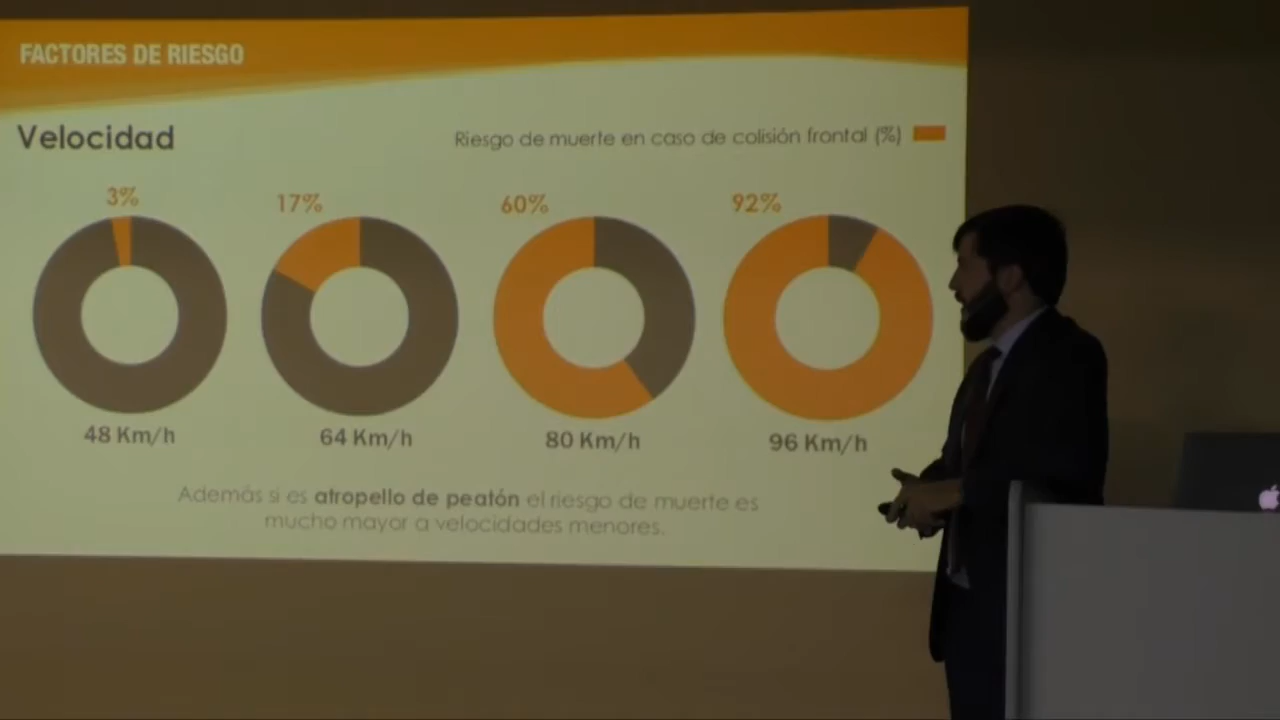 FACTORES DE RIESGO
Velocidad
Riesgo de muerte en caso de colisión frontal (%)
3%
17%
60%
92%
48 Km/h
64 Km/h
80 Km/h
96 Km/h
Además si es atropello de peatón el riesgo de muerte es
mucho mayor a velocidades menores.